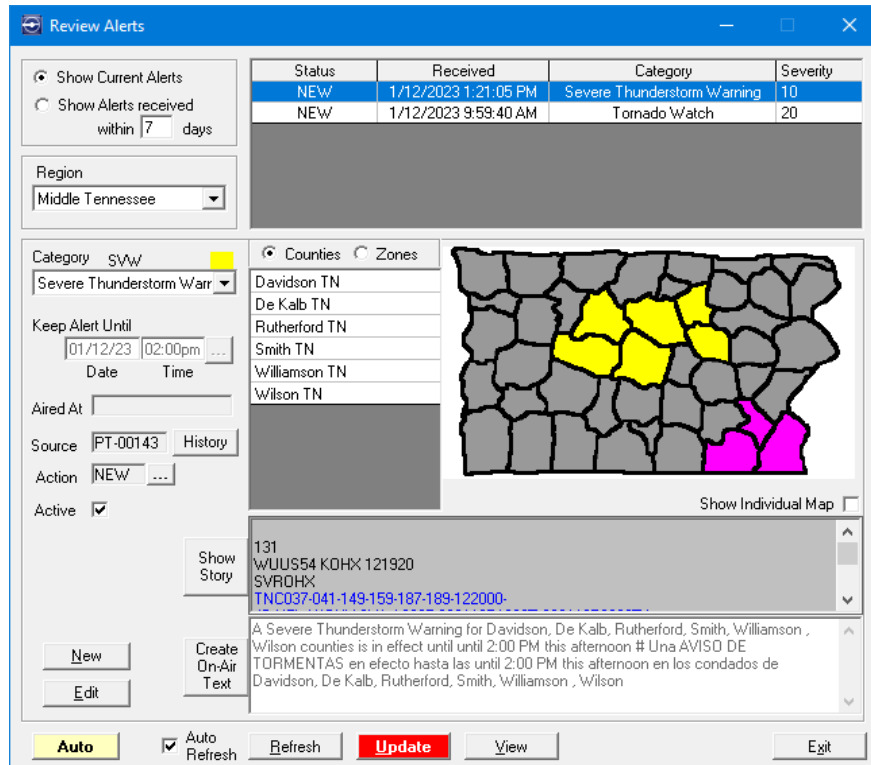 Review Alerts
Show Current Alerts
Show Alerts received
within 7 days
Status Received Category Severity
NEW 1/12/2023 1:21:05 PM Severe Thunderstorm Warning 10
NEW 1/12/2023 9:59:40 AM Tornado Watch 20
Region
Middle Tennessee
Category SVW
Severe Thunderstorm Warr
Keep Alert Until
01/12/23 02:00pm ...
Date Time
Aired At
Source PT-00143 History
Action NEW ...
Active
Counties Zones
Davidson TN
De Kalb TN
Rutherford TN
Smith TN
Williamson TN
Wilson TN
Show Individual Map
Show
Story
131
WUUS54 KOHX 121920
SVROHX
TNC037-041-149-159-187-189-122000-
Create
On-Air
Text
A Severe Thunderstorm Warning for Davidson, De Kalb, Rutherford, Smith, Williamson ,
Wilson counties is in effect until until 2:00 PM this afternoon # Una AVISO DE
TORMENTAS en efecto hasta las until 2:00 PM this afternoon en los condados de
Davidson, De Kalb, Rutherford, Smith, Williamson , Wilson
New
Edit
Auto
Auto
Refresh
Refresh
Update
View
Exit